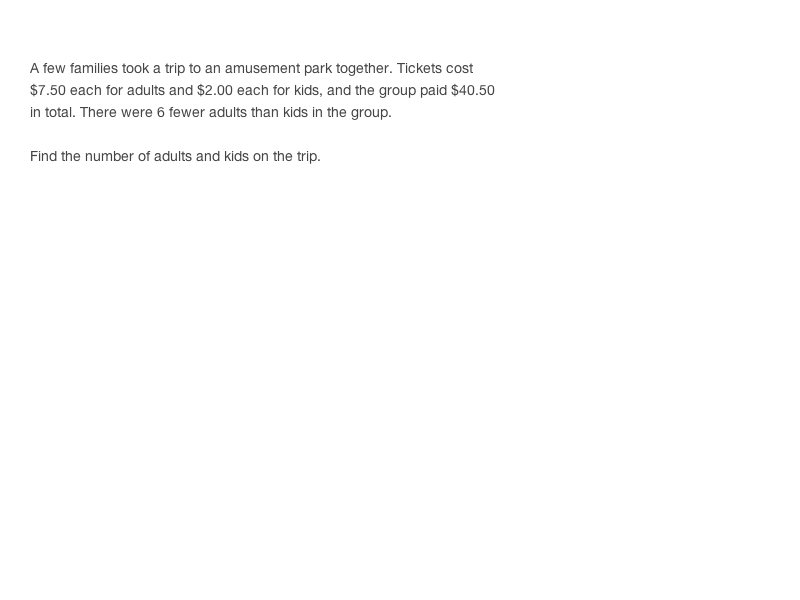 A few families took a trip to an amusement park together. Tickets cost
$7.50 each for adults and $2.00 each for kids, and the group paid $40.50
in total. There were 6 fewer adults than kids in the group.
Find the number of adults and kids on the trip.